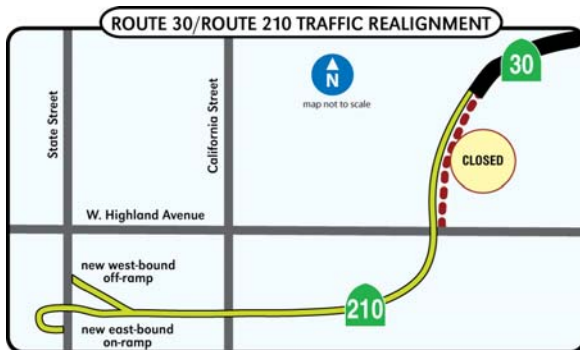 ROUTE 30/ROUTE 210 TRAFFIC REALIGNMENT
State Street
California Street
N
map not to scale
30
CLOSED
W. Highland Avenue
new west-bound
off-ramp
210
new east-bound
on-ramp